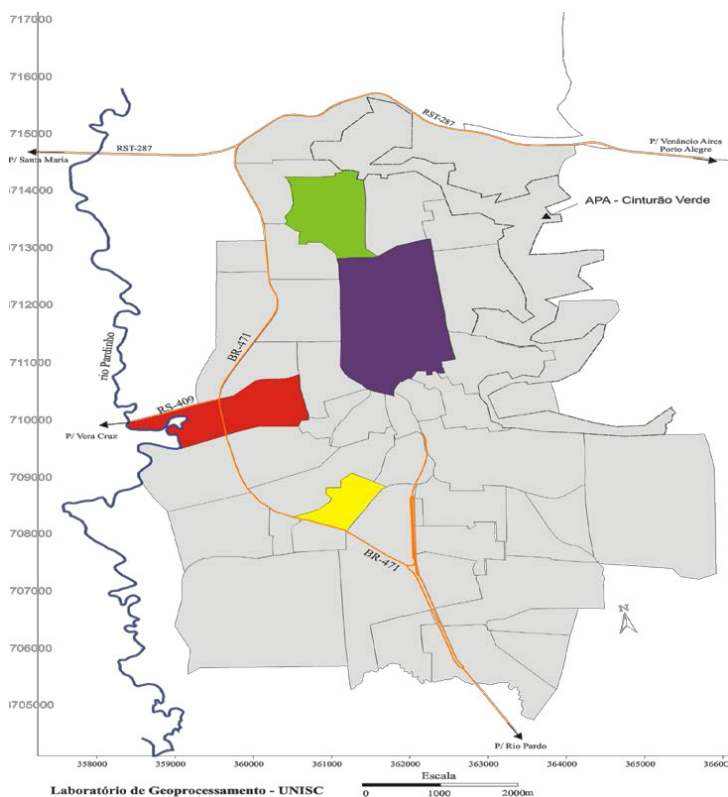 717000
716000
715000
714000
713000
712000
711000
710000
709000
708000
707000
706000
705000
RST-287
RST-287
P/ Santa Maria
P/ Venâncio Aires
Porto Alegre
APA - Cinturão Verde
rio Pardinho
BR-471
RS-409
P/ Vera Cruz
BR-471
N
P/ Rio Pardo
358000 359000 360000 361000 362000 363000 364000 365000 36600
Laboratório de Geoprocessamento - UNISC
Escala
0 1000 2000m